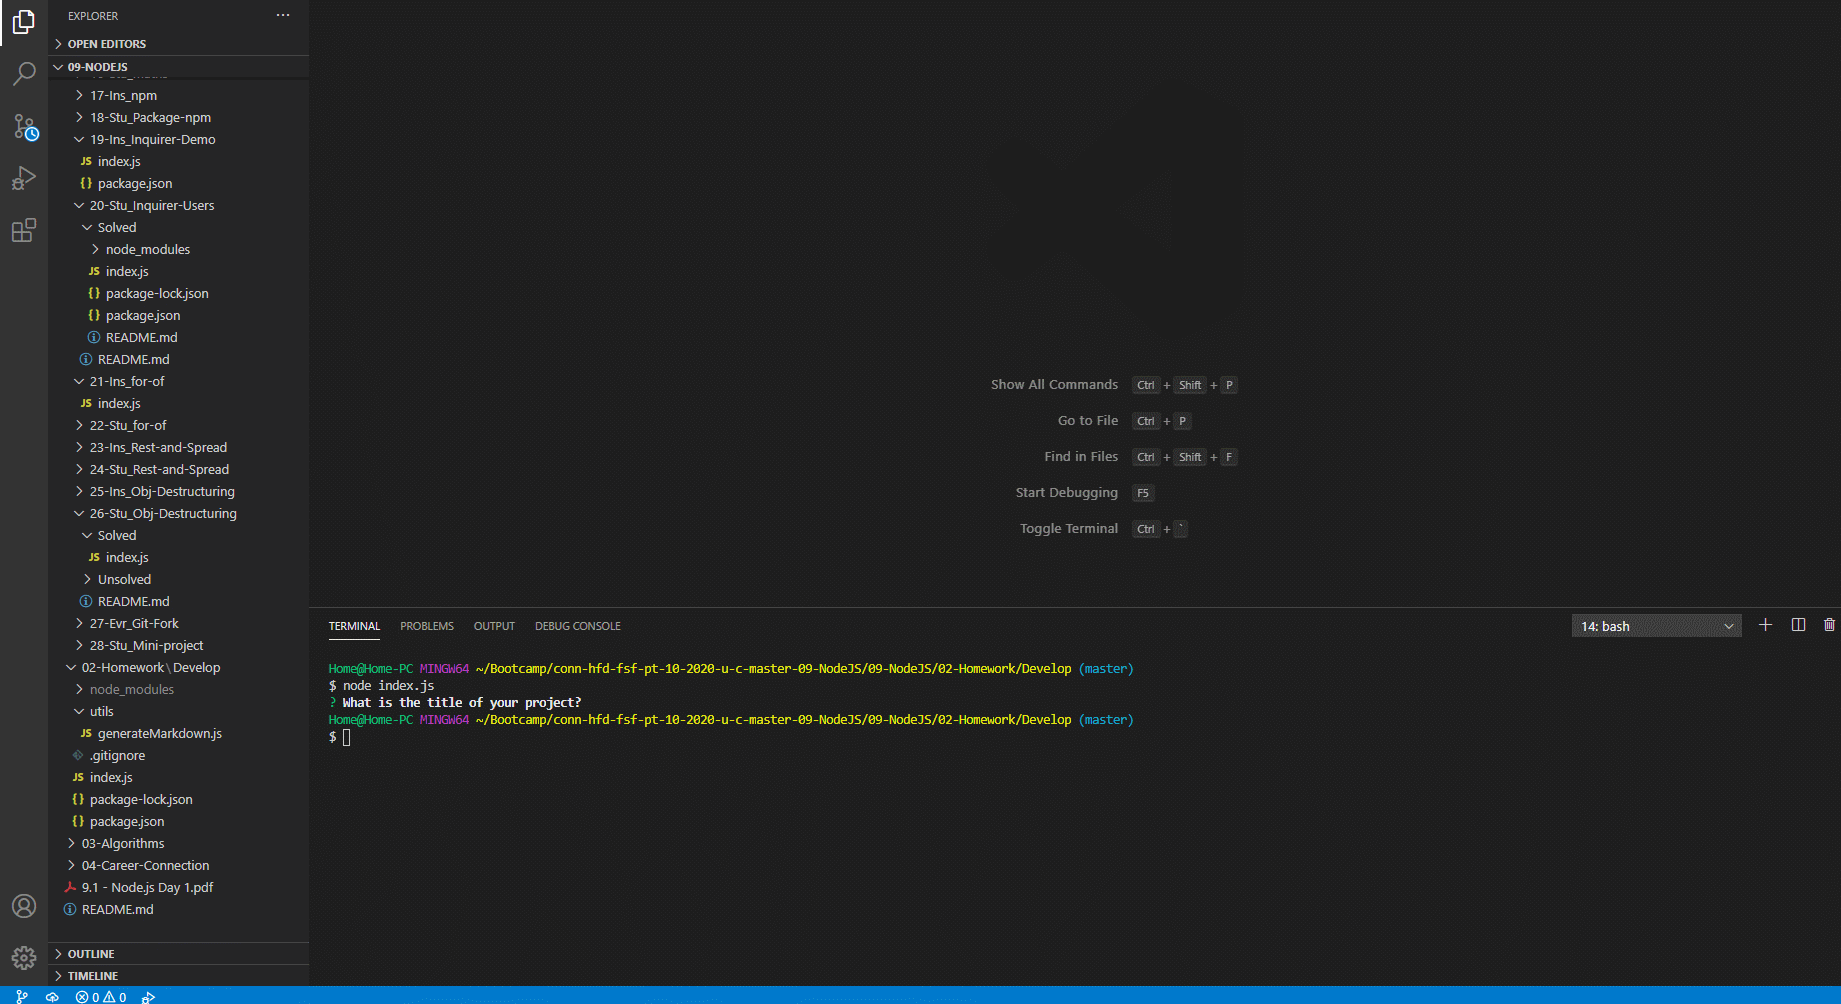 EXPLORER
OPEN EDITORS
09-NODEJS
17-Ins_npm
18-Stu_Package-npm
19-Ins_Inquirer-Demo
JS index.js
{} package.json
20-Stu_Inquirer-Users
Solved
node_modules
JS index.js
{} package-lock.json
{} package.json
README.md
README.md
21-Ins_for-of
JS index.js
22-Stu_for-of
23-Ins_Rest-and-Spread
24-Stu_Rest-and-Spread
25-Ins_Obj-Destructuring
26-Stu_Obj-Destructuring
Solved
JS index.js
Unsolved
README.md
27-Evr_Git-Fork
28-Stu_Mini-project
02-Homework\Develop
node_modules
utils
JS generateMarkdown.js
.gitignore
JS index.js
{} package-lock.json
{} package.json
03-Algorithms
04-Career-Connection
9.1 - Node.js Day 1.pdf
README.md
OUTLINE
TIMELINE
0 0
Show All Commands Ctrl + Shift + P
Go to File Ctrl + P
Find in Files Ctrl + Shift + F
Start Debugging F5
Toggle Terminal Ctrl + `
TERMINAL PROBLEMS OUTPUT DEBUG CONSOLE 14: bash
Home@Home-PC MINGW64 ~/Bootcamp/conn-hfd-fsf-pt-10-2020-u-c-master-09-NodeJS/09-NodeJS/02-Homework/Develop (master)
$ node index.js
? What is the title of your project?
Home@Home-PC MINGW64 ~/Bootcamp/conn-hfd-fsf-pt-10-2020-u-c-master-09-NodeJS/09-NodeJS/02-Homework/Develop (master)
$